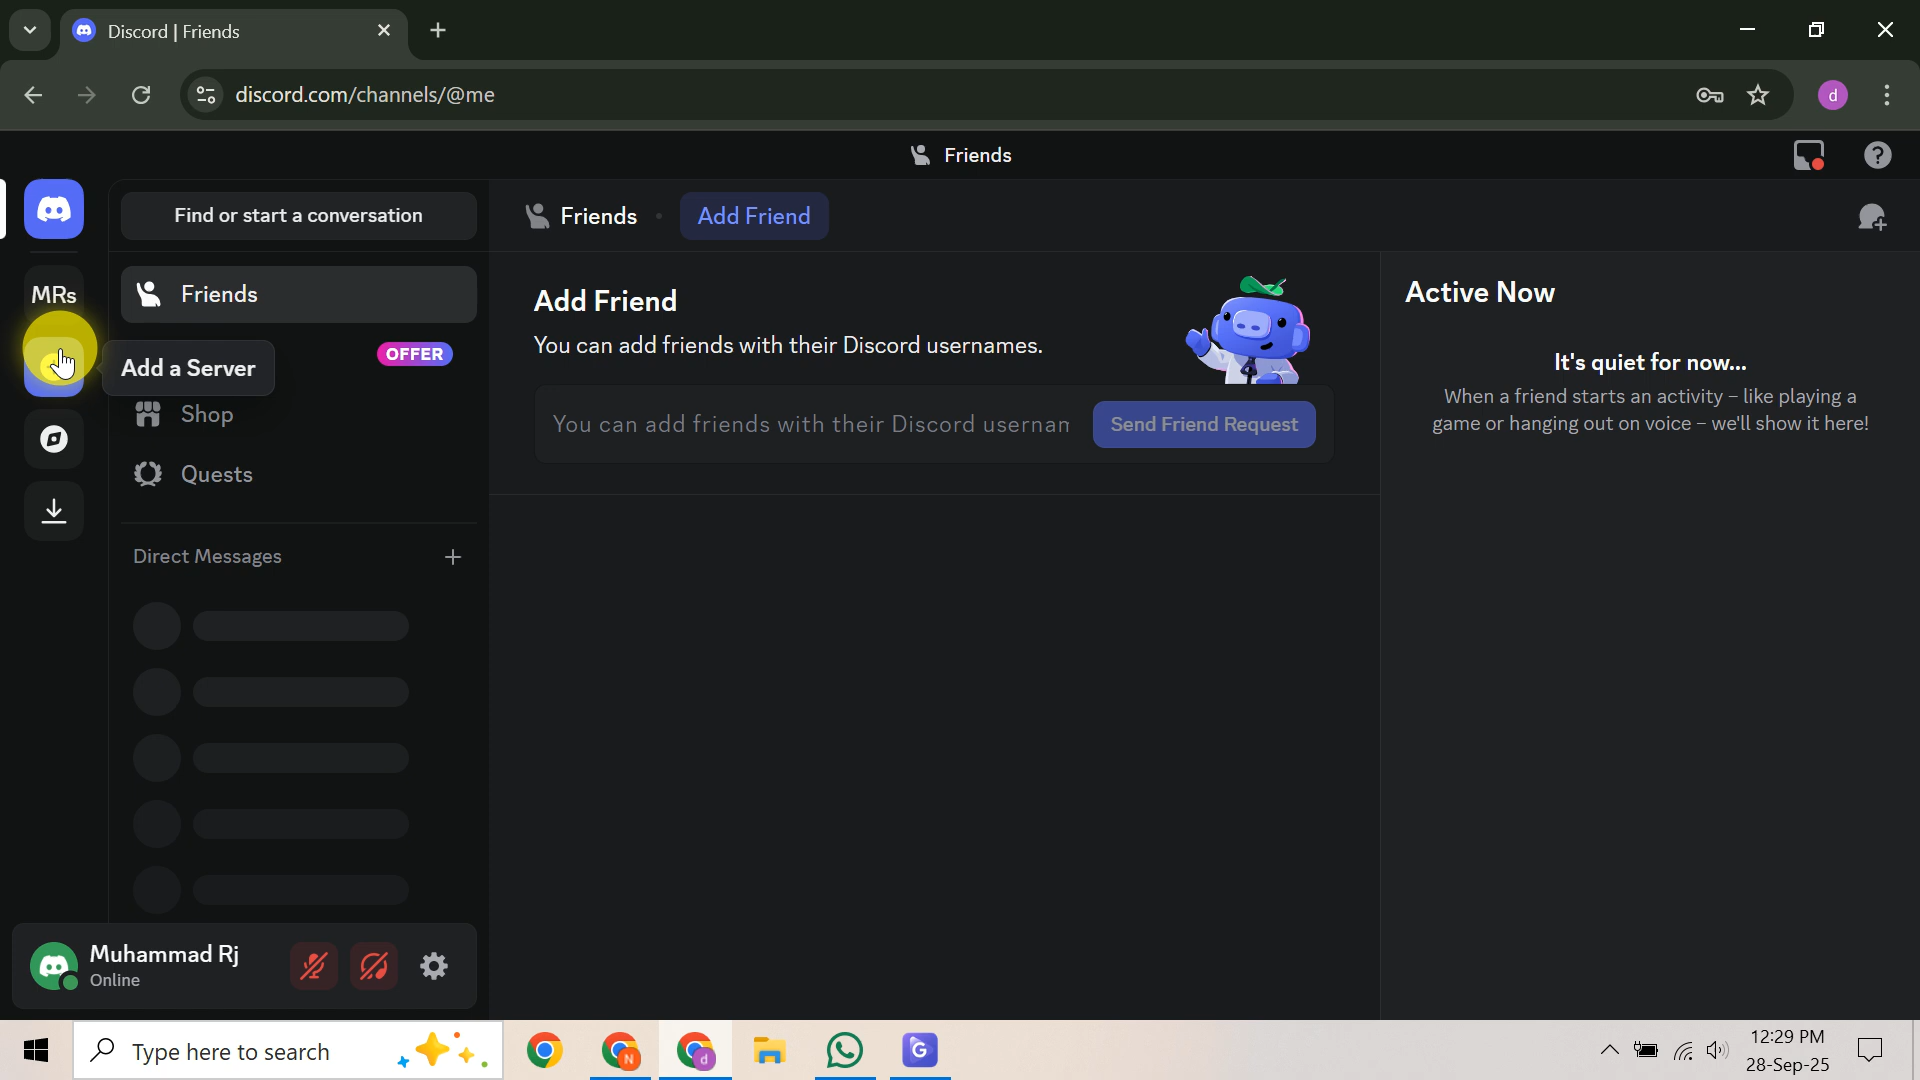 Discord | Friends
discord.com/channels/@me
d
Friends
Find or start a conversation
Friends
Add Friend
MRs
Friends
Add Friend
Active Now
You can add friends with their Discord usernames.
OFFER
Add a Server
It's quiet for now...
When a friend starts an activity – like playing a
game or hanging out on voice – we'll show it here!
Shop
You can add friends with their Discord usernam
Send Friend Request
Quests
Direct Messages
Muhammad Rj
Online
Type here to search
N
d
G
12:29 PM
28-Sep-25